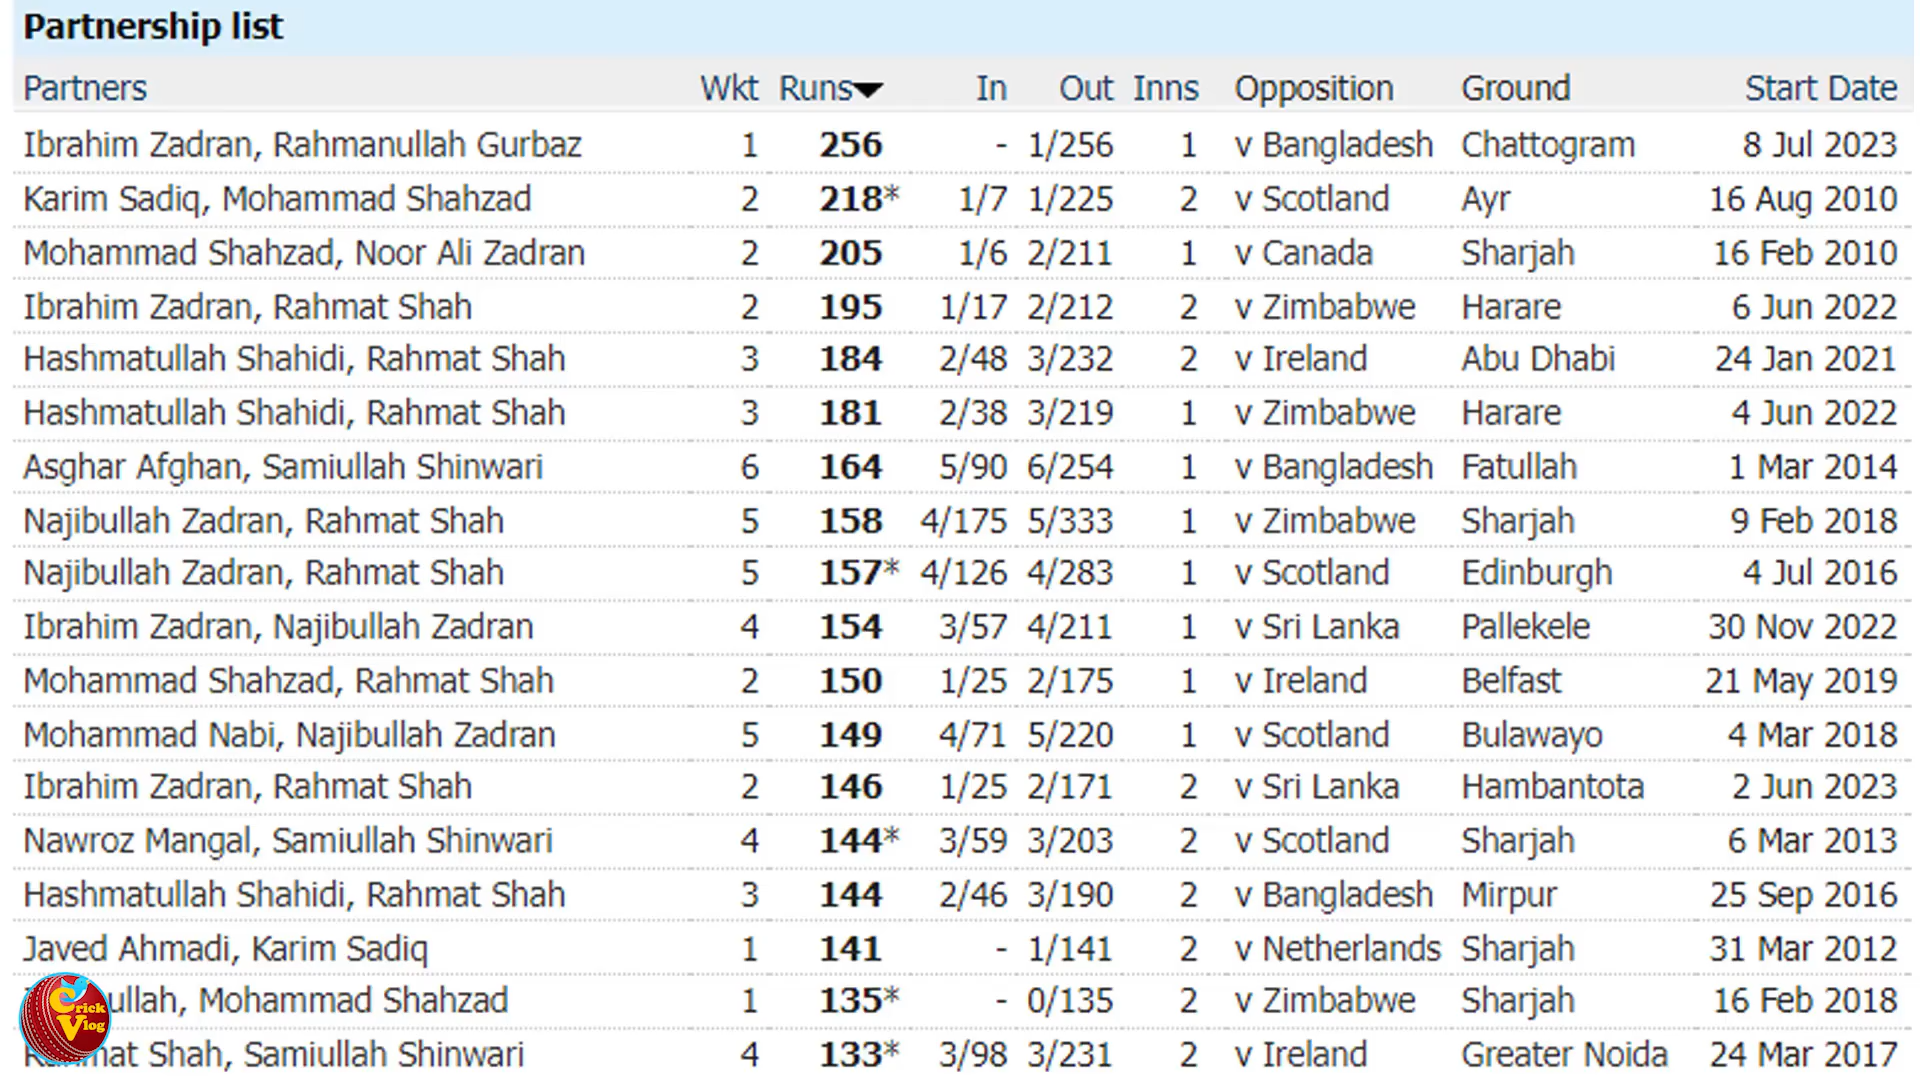 Partnership list
Partners Wkt Runs In Out Inns Opposition Ground Start Date
Ibrahim Zadran, Rahmanullah Gurbaz 1 256 - 1/256 1 v Bangladesh Chattogram 8 Jul 2023
Karim Sadiq, Mohammad Shahzad 2 218* 1/7 1/225 2 v Scotland Ayr 16 Aug 2010
Mohammad Shahzad, Noor Ali Zadran 2 205 1/6 2/211 1 v Canada Sharjah 16 Feb 2010
Ibrahim Zadran, Rahmat Shah 2 195 1/17 2/212 2 v Zimbabwe Harare 6 Jun 2022
Hashmatullah Shahidi, Rahmat Shah 3 184 2/48 3/232 2 v Ireland Abu Dhabi 24 Jan 2021
Hashmatullah Shahidi, Rahmat Shah 3 181 2/38 3/219 1 v Zimbabwe Harare 4 Jun 2022
Asghar Afghan, Samiullah Shinwari 6 164 5/90 6/254 1 v Bangladesh Fatullah 1 Mar 2014
Najibullah Zadran, Rahmat Shah 5 158 4/175 5/333 1 v Zimbabwe Sharjah 9 Feb 2018
Najibullah Zadran, Rahmat Shah 5 157* 4/126 4/283 1 v Scotland Edinburgh 4 Jul 2016
Ibrahim Zadran, Najibullah Zadran 4 154 3/57 4/211 1 v Sri Lanka Pallekele 30 Nov 2022
Mohammad Shahzad, Rahmat Shah 2 150 1/25 2/175 1 v Ireland Belfast 21 May 2019
Mohammad Nabi, Najibullah Zadran 5 149 4/71 5/220 1 v Scotland Bulawayo 4 Mar 2018
Ibrahim Zadran, Rahmat Shah 2 146 1/25 2/171 2 v Sri Lanka Hambantota 2 Jun 2023
Nawroz Mangal, Samiullah Shinwari 4 144* 3/59 3/203 2 v Scotland Sharjah 6 Mar 2013
Hashmatullah Shahidi, Rahmat Shah 3 144 2/46 3/190 2 v Bangladesh Mirpur 25 Sep 2016
Javed Ahmadi, Karim Sadiq 1 141 - 1/141 2 v Netherlands Sharjah 31 Mar 2012
Mohammad Shahzad 1 135* - 0/135 2 v Zimbabwe Sharjah 16 Feb 2018
Shah, Samiullah Shinwari 4 133* 3/98 3/231 2 v Ireland Greater Noida 24 Mar 2017
Crick
Vlog